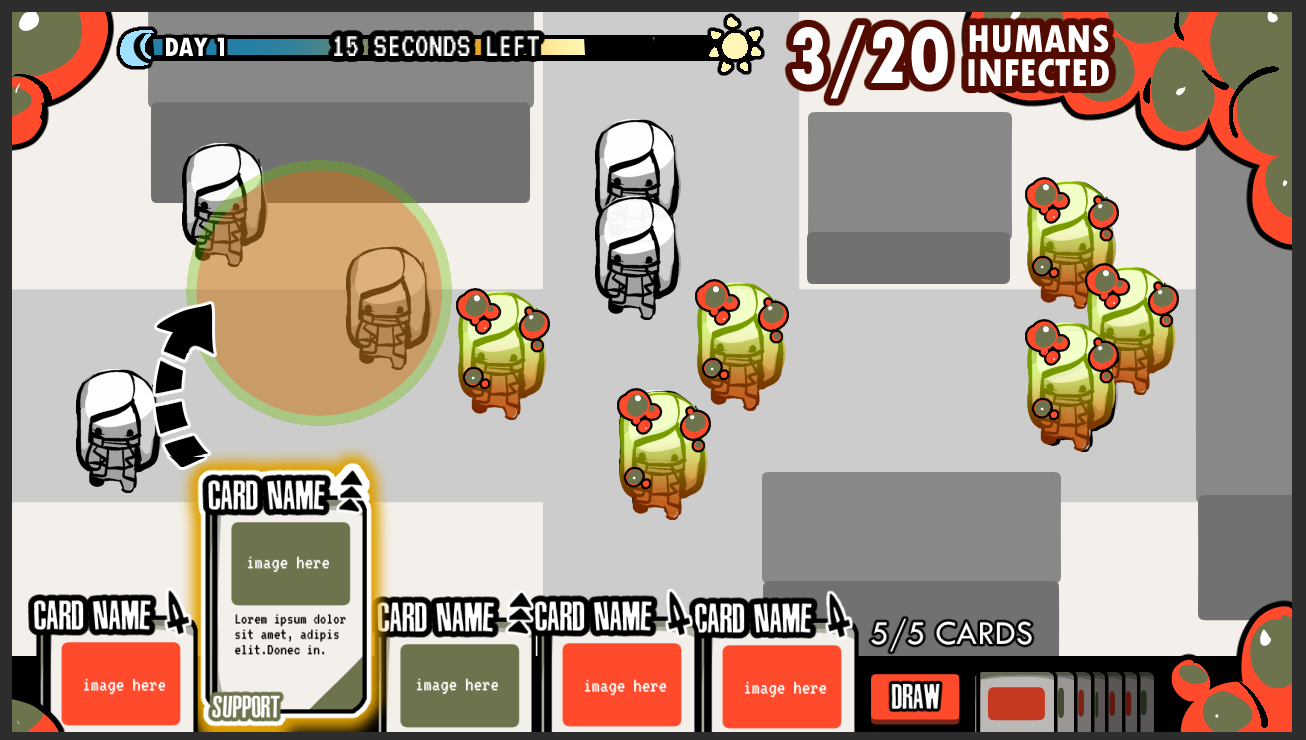 DAY 1
15 SECONDS LEFT
3/20
HUMANS
INFECTED
CARD NAME
image here
Lorem ipsum dolor
sit amet, adipis
elit.Donec in.
SUPPORT
CARD NAME
image here
CARD NAME
image here
CARD NAME
image here
CARD NAME
image here
5/5 CARDS
DRAW